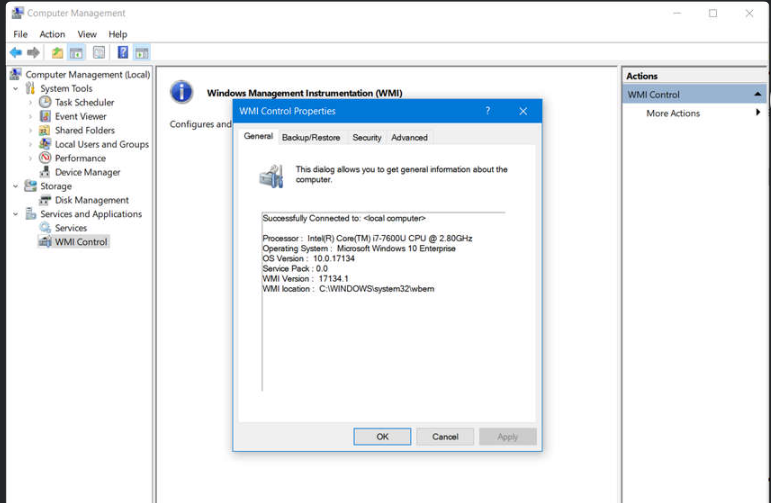 Computer Management
File Action View Help
Computer Management (Local)
System Tools
Task Scheduler
Event Viewer
Shared Folders
Local Users and Groups
Performance
Device Manager
Storage
Disk Management
Services and Applications
Services
WMI Control
Windows Management Instrumentation (WMI)
Configures and
WMI Control Properties
General Backup/Restore Security Advanced
This dialog allows you to get general information about the
computer.
Successfully Connected to: <local computer>
Processor : Intel(R) Core(TM) i7-7600U CPU @ 2.80GHz
Operating System : Microsoft Windows 10 Enterprise
OS Version : 10.0.17134
Service Pack : 0.0
WMI Version : 17134.1
WMI location : C:\WINDOWS\system32\wbem
OK Cancel Apply
Actions
WMI Control
More Actions